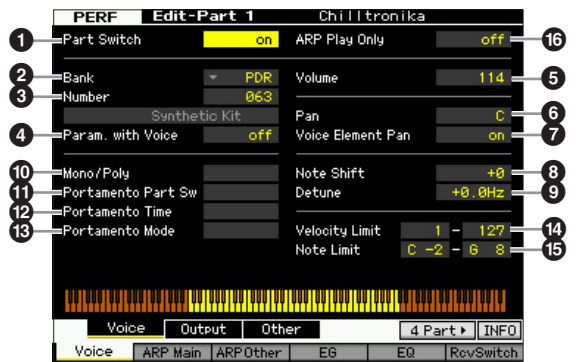 PERF Edit-Part 1 Chilltronika
1 Part Switch on ARP Play Only off 16
2 Bank PDR Volume 114 5
3 Number 063
Synthetic Kit Pan C 6
4 Param. with Voice off Voice Element Pan on 7
10 Mono/Poly Note Shift +0 8
11 Portamento Part Sw Detune +0.0Hz 9
12 Portamento Time
13 Portamento Mode Velocity Limit 1 - 127 14
Note Limit C -2 - G 8 15
Voice Output Other 4 Part INFO
Voice ARP Main ARP Other EG EQ RcvSwitch